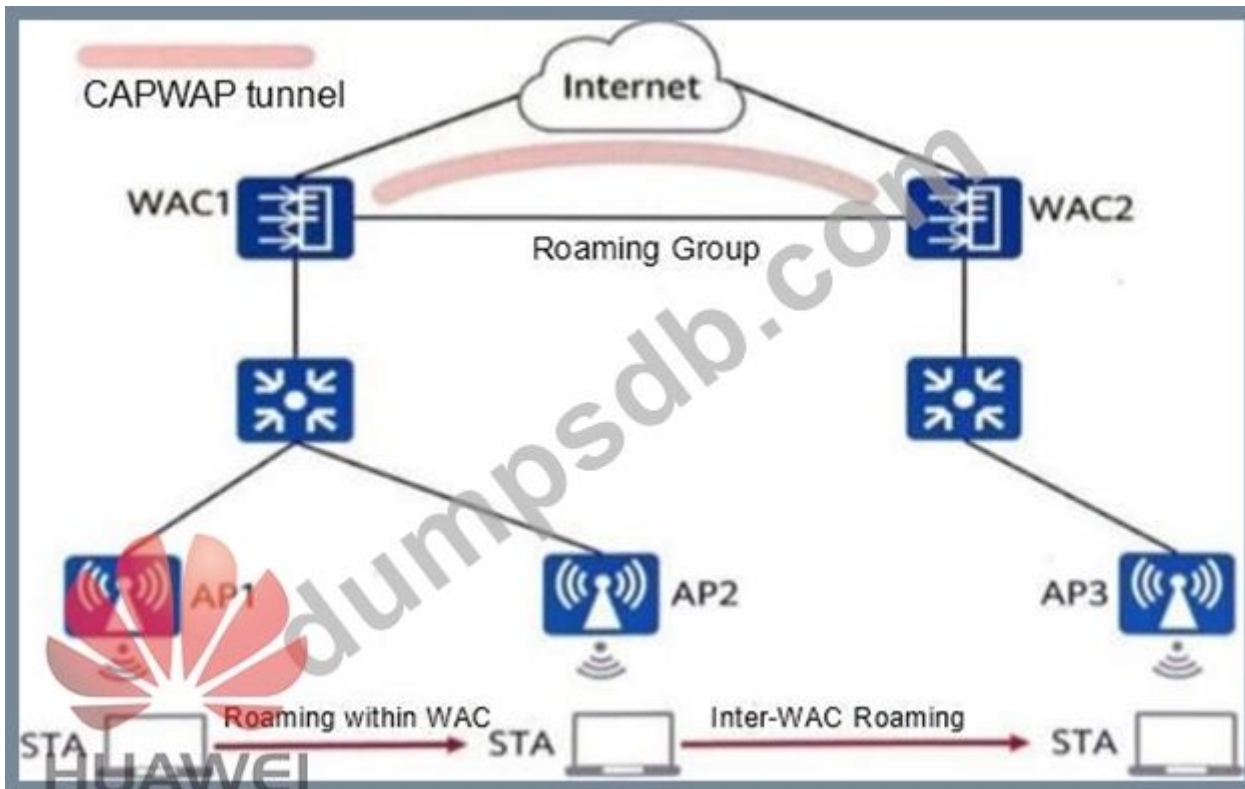 CAPWAP tunnel
Internet
WAC1
WAC2
Roaming Group
AP1
AP2
AP3
Roaming within WAC
Inter-WAC Roaming
STA
STA
STA
HUAWEI
dumpsdb.com